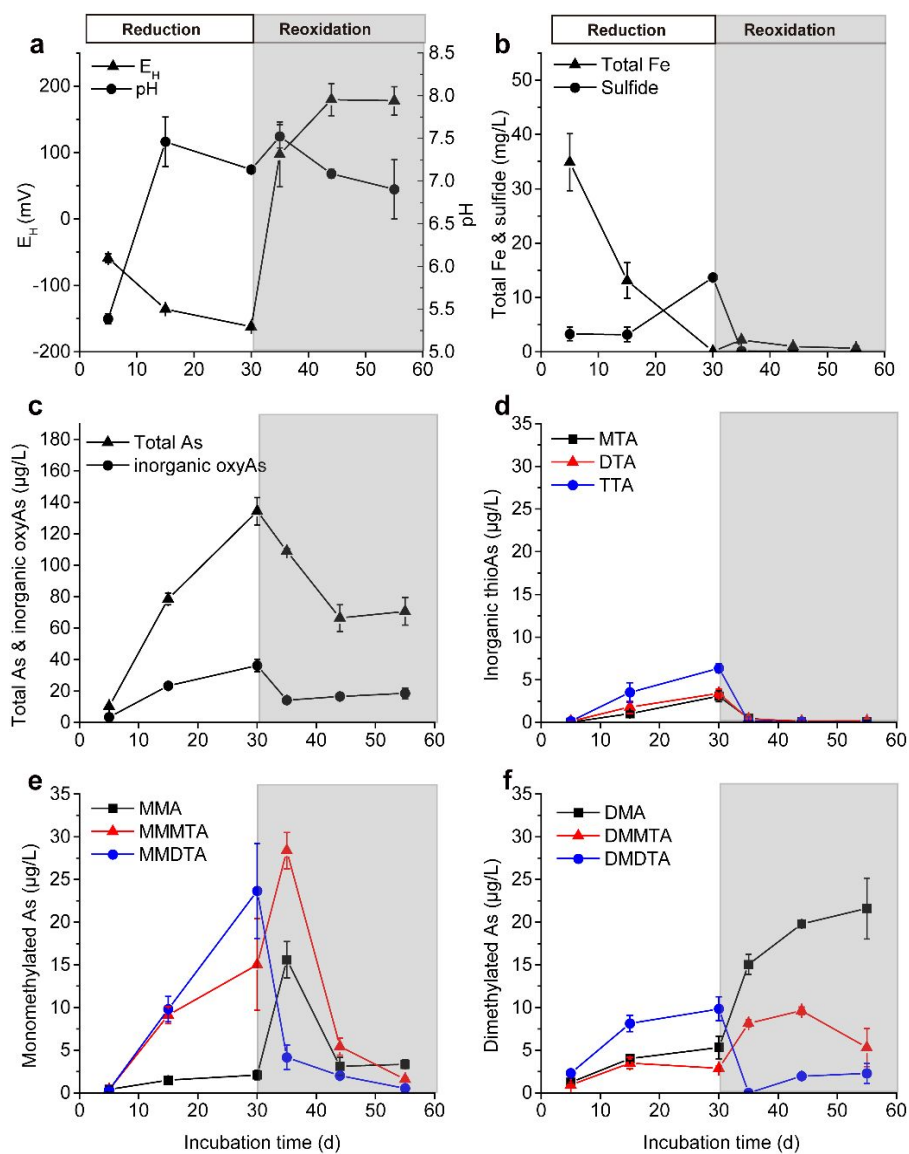 Reduction Reoxidation Reduction Reoxidation
a b
E_H
pH
200
100
0
-100
-200
E_H (mV)
8.5
8.0
7.5
7.0
6.5
6.0
5.5
5.0
pH
0 10 20 30 40 50 60
Total Fe
Sulfide
50
40
30
20
10
0
Total Fe & sulfide (mg/L)
0 10 20 30 40 50 60
c d
Total As
inorganic oxyAs
180
160
140
120
100
80
60
40
20
0
Total As & inorganic oxyAs (µg/L)
0 10 20 30 40 50 60
MTA
DTA
TTA
35
30
25
20
15
10
5
0
Inorganic thioAs (µg/L)
0 10 20 30 40 50 60
e f
MMA
MMMTA
MMDTA
35
30
25
20
15
10
5
0
Monomethylated As (µg/L)
0 10 20 30 40 50 60
Incubation time (d)
DMA
DMMTA
DMDTA
35
30
25
20
15
10
5
0
Dimethylated As (µg/L)
0 10 20 30 40 50 60
Incubation time (d)